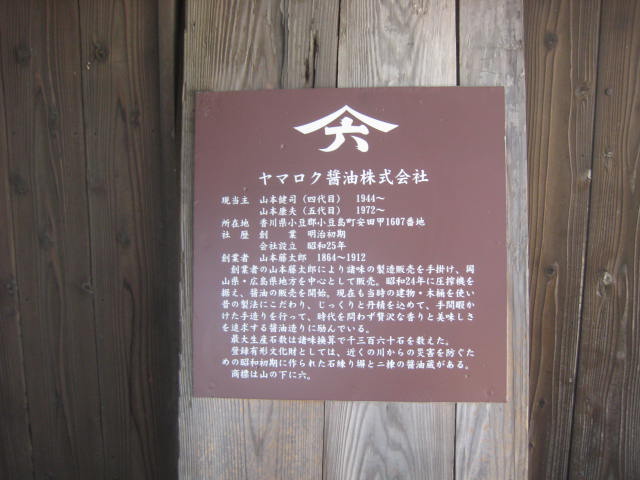 六
ヤマロク醤油株式会社
現当主 山本健司（四代目） 1944〜
山本康夫（五代目） 1972〜
所在地 香川県小豆郡小豆島町安田甲1607番地
社 歴 創 業 明治初期
会社設立 昭和25年
創業者 山本藤太郎 1864〜1912
創業者の山本藤太郎により諸味の製造販売を手掛け、岡
山県・広島県地方を中心として販売。昭和24年に圧搾機を
据え、醤油の販売を開始。現在も当時の建物・木桶を使い
昔の製法にこだわり、じっくりと丹精を込めて、手間暇か
けた手造りを行って、時代を問わず贅沢な香りと美味しさ
を追求する醤油造りに励んでいる。
最大生産石数は諸味換算で千三百六十石を数えた。
登録有形文化財としては、近くの川からの災害を防ぐた
めの昭和初期に作られた石練り塀と二棟の醤油蔵がある。
商標は山の下に六。